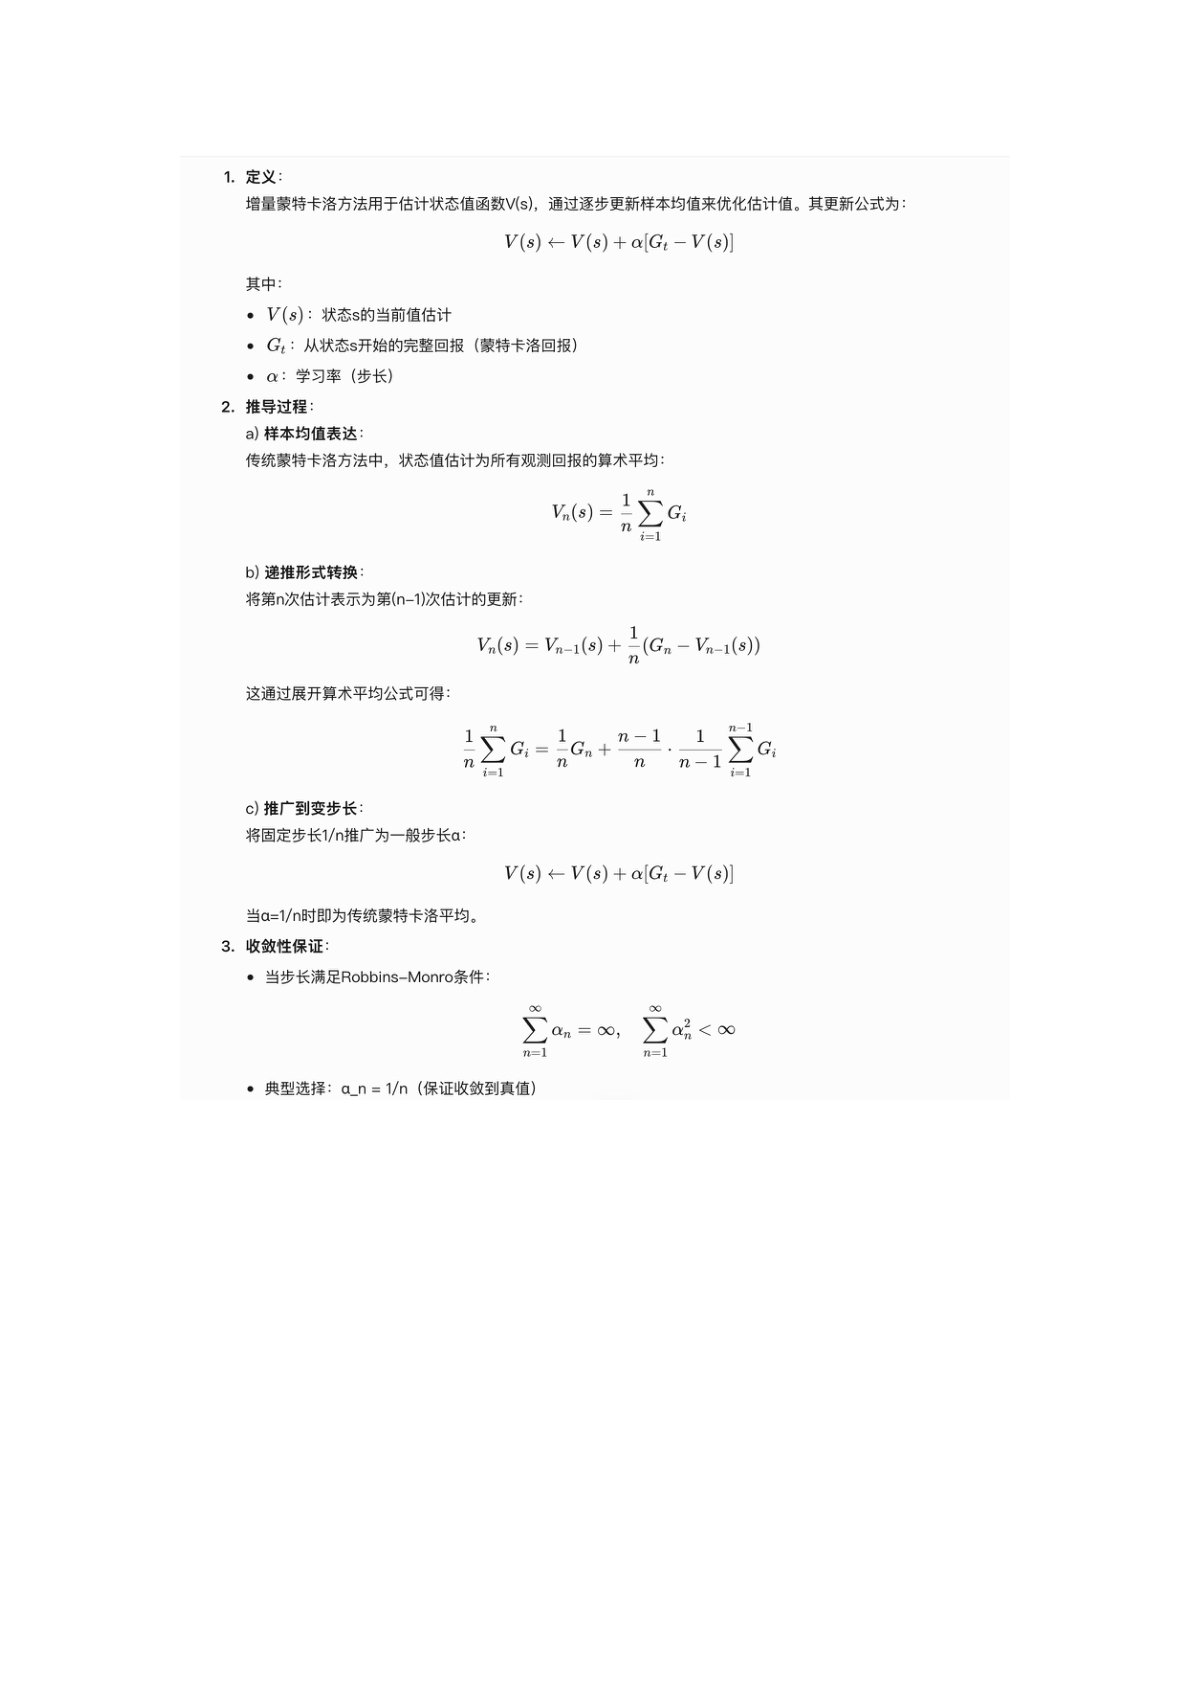 1. 定义：
增量蒙特卡洛方法用于估计状态值函数V(s)，通过逐步更新样本均值来优化估计值。其更新公式为：
V(s) ← V(s) + α[G_t − V(s)]
其中：
• V(s)：状态s的当前值估计
• G_t：从状态s开始的完整回报（蒙特卡洛回报）
• α：学习率（步长）
2. 推导过程：
a) 样本均值表达：
传统蒙特卡洛方法中，状态值估计为所有观测回报的算术平均：
V_n(s) = \frac{1}{n} \sum_{i=1}^{n} G_i
b) 递推形式转换：
将第n次估计表示为第(n−1)次估计的更新：
V_n(s) = V_{n−1}(s) + \frac{1}{n}(G_n − V_{n−1}(s))
这通过展开算术平均公式可得：
\frac{1}{n} \sum_{i=1}^{n} G_i = \frac{1}{n} G_n + \frac{n−1}{n} · \frac{1}{n−1} \sum_{i=1}^{n−1} G_i
c) 推广到变步长：
将固定步长1/n推广为一般步长α：
V(s) ← V(s) + α[G_t − V(s)]
当α=1/n时即为传统蒙特卡洛平均。
3. 收敛性保证：
• 当步长满足Robbins–Monro条件：
\sum_{n=1}^{∞} α_n = ∞, \sum_{n=1}^{∞} α_n^2 < ∞
• 典型选择：α_n = 1/n（保证收敛到真值）